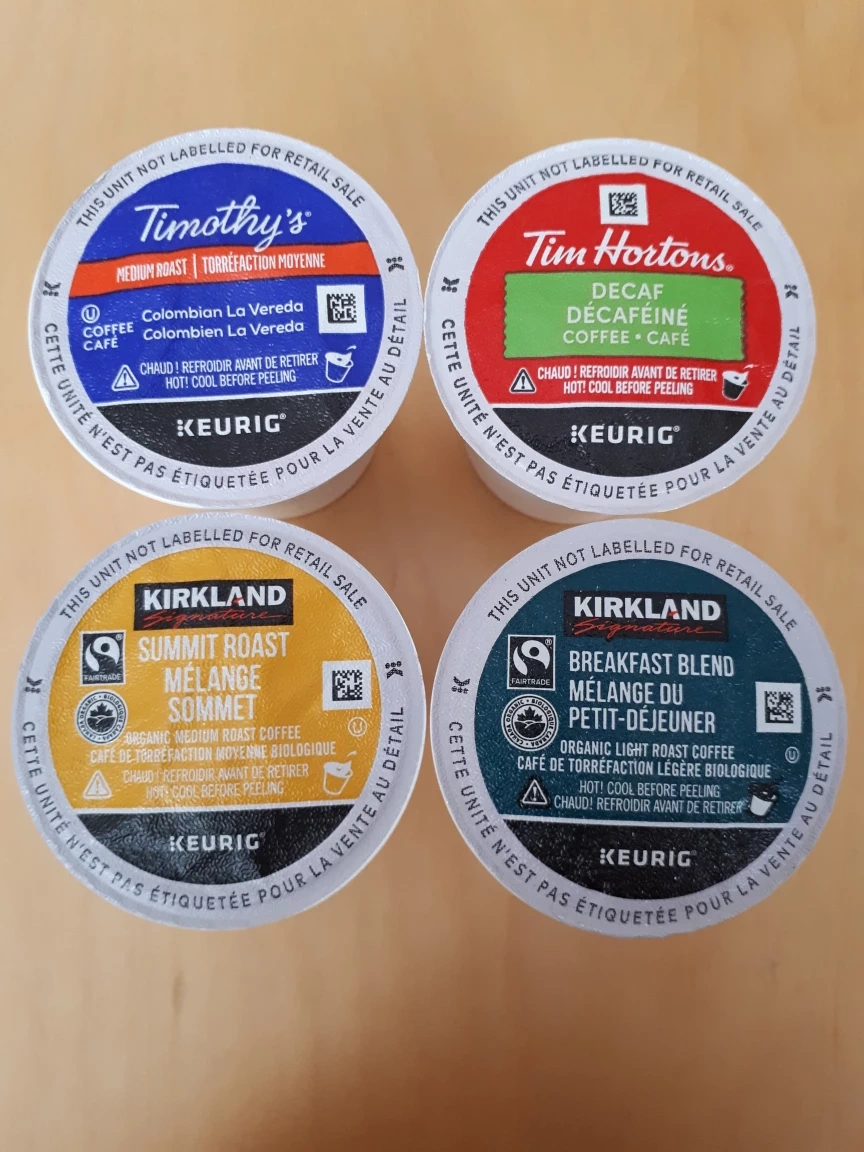 THIS UNIT NOT LABELLED FOR RETAIL SALE
Timothy's®
MEDIUM ROAST | TORRÉFACTION MOYENNE
U
COFFEE
CAFÉ
Colombian La Vereda
Colombien La Vereda
CHAUD ! REFROIDIR AVANT DE RETIRER
HOT! COOL BEFORE PEELING
KEURIG®
CETTE UNITÉ N'EST PAS ÉTIQUETÉE POUR LA VENTE AU DÉTAIL
THIS UNIT NOT LABELLED FOR RETAIL SALE
Tim Hortons®
DECAF
DÉCAFÉINÉ
COFFEE • CAFÉ
CHAUD ! REFROIDIR AVANT DE RETIRER
HOT! COOL BEFORE PEELING
KEURIG®
CETTE UNITÉ N'EST PAS ÉTIQUETÉE POUR LA VENTE AU DÉTAIL
THIS UNIT NOT LABELLED FOR RETAIL SALE
KIRKLAND
Signature
FAIRTRADE
SUMMIT ROAST
MÉLANGE
SOMMET
U
ORGANIC MEDIUM ROAST COFFEE
CAFÉ DE TORRÉFACTION MOYENNE BIOLOGIQUE
CHAUD ! REFROIDIR AVANT DE RETIRER
HOT! COOL BEFORE PEELING
KEURIG®
CETTE UNITÉ N'EST PAS ÉTIQUETÉE POUR LA VENTE AU DÉTAIL
THIS UNIT NOT LABELLED FOR RETAIL SALE
KIRKLAND
Signature
FAIRTRADE
BREAKFAST BLEND
MÉLANGE DU
PETIT-DÉJEUNER
ORGANIC LIGHT ROAST COFFEE
CAFÉ DE TORRÉFACTION LÉGÈRE BIOLOGIQUE
U
HOT! COOL BEFORE PEELING
CHAUD! REFROIDIR AVANT DE RETIRER
KEURIG®
CETTE UNITÉ N'EST PAS ÉTIQUETÉE POUR LA VENTE AU DÉTAIL